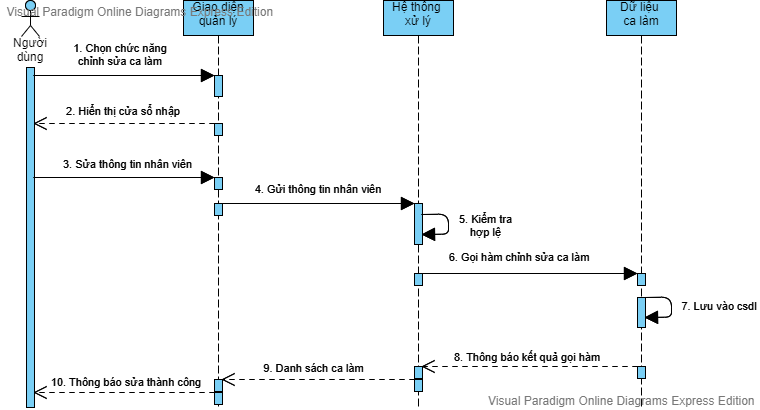 Visual Paradigm Online Diagrams Express Edition
Giao diện
quản lý
Hệ thống
xử lý
Dữ liệu
ca làm
Người
dùng
1. Chọn chức năng
chỉnh sửa ca làm
2. Hiển thị cửa sổ nhập
3. Sửa thông tin nhân viên
4. Gửi thông tin nhân viên
5. Kiểm tra
hợp lệ
6. Gọi hàm chỉnh sửa ca làm
7. Lưu vào csdl
8. Thông báo kết quả gọi hàm
9. Danh sách ca làm
10. Thông báo sửa thành công
Visual Paradigm Online Diagrams Express Edition